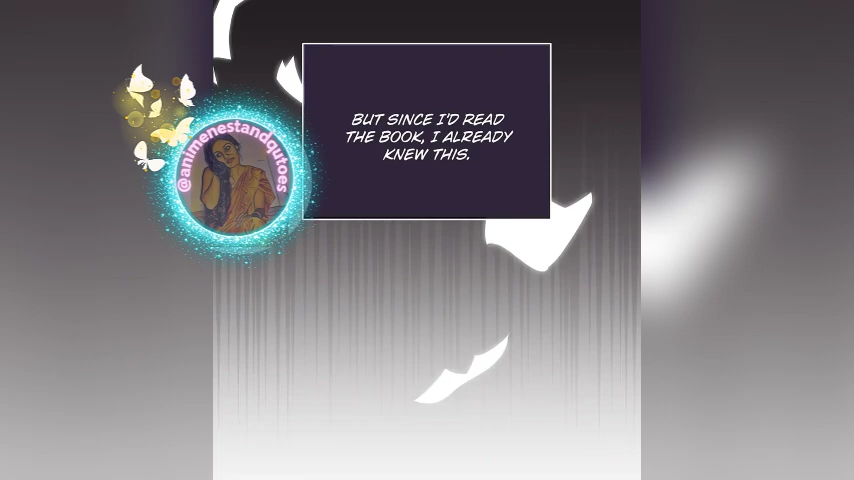 BUT SINCE I'D READ
THE BOOK, I ALREADY
KNEW THIS.
@animenestandqutoes